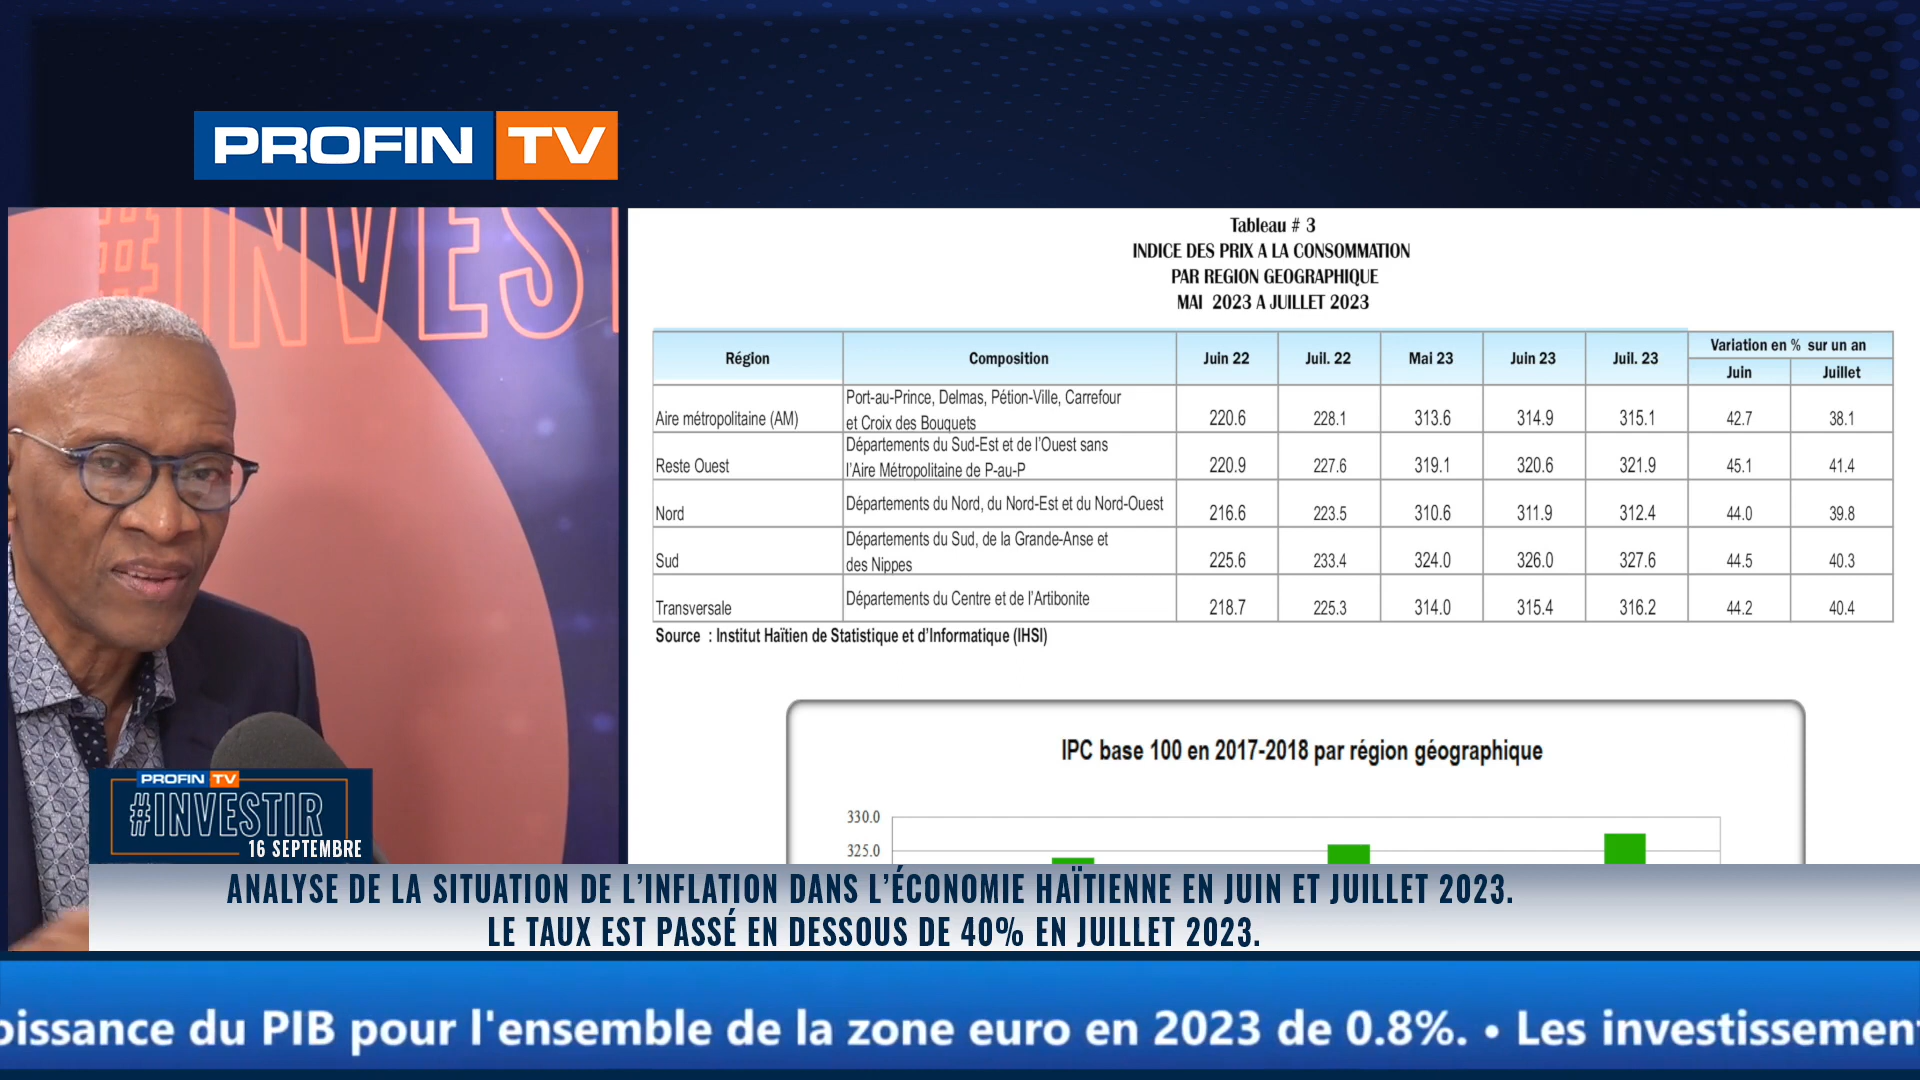 PROFIN TV
#INVEST
Tableau # 3
INDICE DES PRIX A LA CONSOMMATION
PAR REGION GEOGRAPHIQUE
MAI 2023 A JUILLET 2023
Région Composition Juin 22 Juil. 22 Mai 23 Juin 23 Juil. 23 Variation en % sur un an
Juin Juillet
Aire métropolitaine (AM) Port-au-Prince, Delmas, Pétion-Ville, Carrefour
et Croix des Bouquets 220.6 228.1 313.6 314.9 315.1 42.7 38.1
Reste Ouest Départements du Sud-Est et de l'Ouest sans
l'Aire Métropolitaine de P-au-P 220.9 227.6 319.1 320.6 321.9 45.1 41.4
Nord Départements du Nord, du Nord-Est et du Nord-Ouest 216.6 223.5 310.6 311.9 312.4 44.0 39.8
Sud Départements du Sud, de la Grande-Anse et
des Nippes 225.6 233.4 324.0 326.0 327.6 44.5 40.3
Transversale Départements du Centre et de l'Artibonite 218.7 225.3 314.0 315.4 316.2 44.2 40.4
Source : Institut Haïtien de Statistique et d'Informatique (IHSI)
IPC base 100 en 2017-2018 par région géographique
330.0
325.0
PROFIN TV
#INVESTIR
16 SEPTEMBRE
ANALYSE DE LA SITUATION DE L'INFLATION DANS L'ÉCONOMIE HAÏTIENNE EN JUIN ET JUILLET 2023.
LE TAUX EST PASSÉ EN DESSOUS DE 40% EN JUILLET 2023.
oissance du PIB pour l'ensemble de la zone euro en 2023 de 0.8%. • Les investissemen